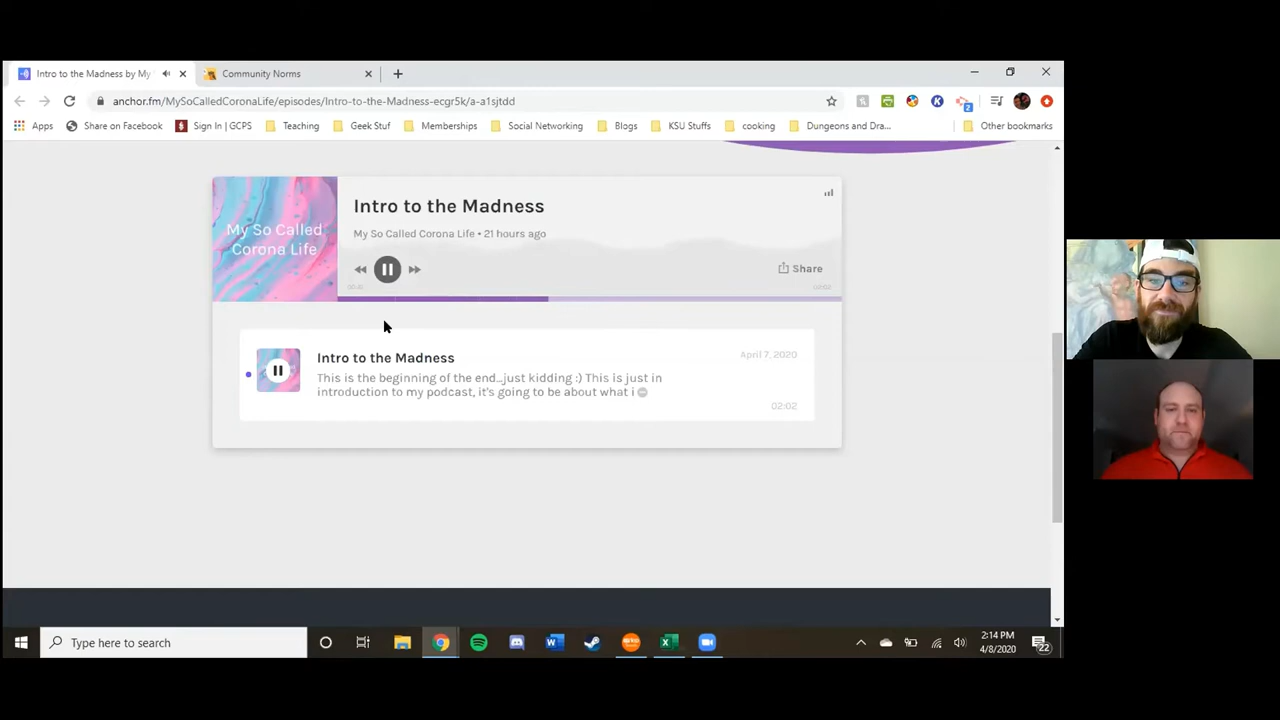 Intro to the Madness by My
Community Norms
anchor.fm/MySoCalledCoronaLife/episodes/Intro-to-the-Madness-ecgr5k/a-a1sjtdd
2
Apps
Share on Facebook
Sign In | GCPS
Teaching
Geek Stuf
Memberships
Social Networking
Blogs
KSU Stuffs
cooking
Dungeons and Dra...
Other bookmarks
My So Called
Corona Life
Intro to the Madness
My So Called Corona Life • 21 hours ago
Share
02:02
Intro to the Madness
April 7, 2020
This is the beginning of the end...just kidding :) This is just in
introduction to my podcast, it's going to be about what i
02:02
Type here to search
2:14 PM
4/8/2020
22